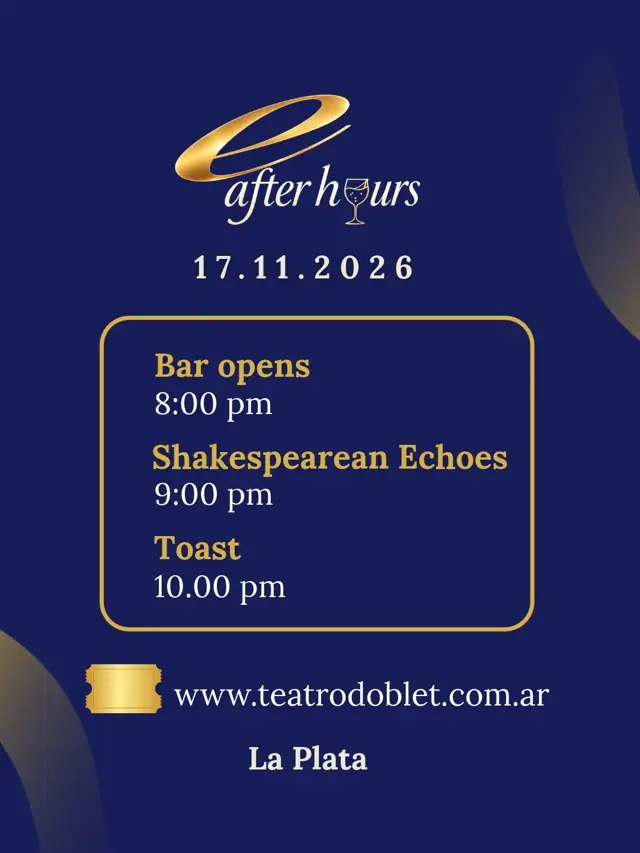 e
after hours
17.11.2026
Bar opens
8:00 pm
Shakespearean Echoes
9:00 pm
Toast
10.00 pm
www.teatrodoblet.com.ar
La Plata